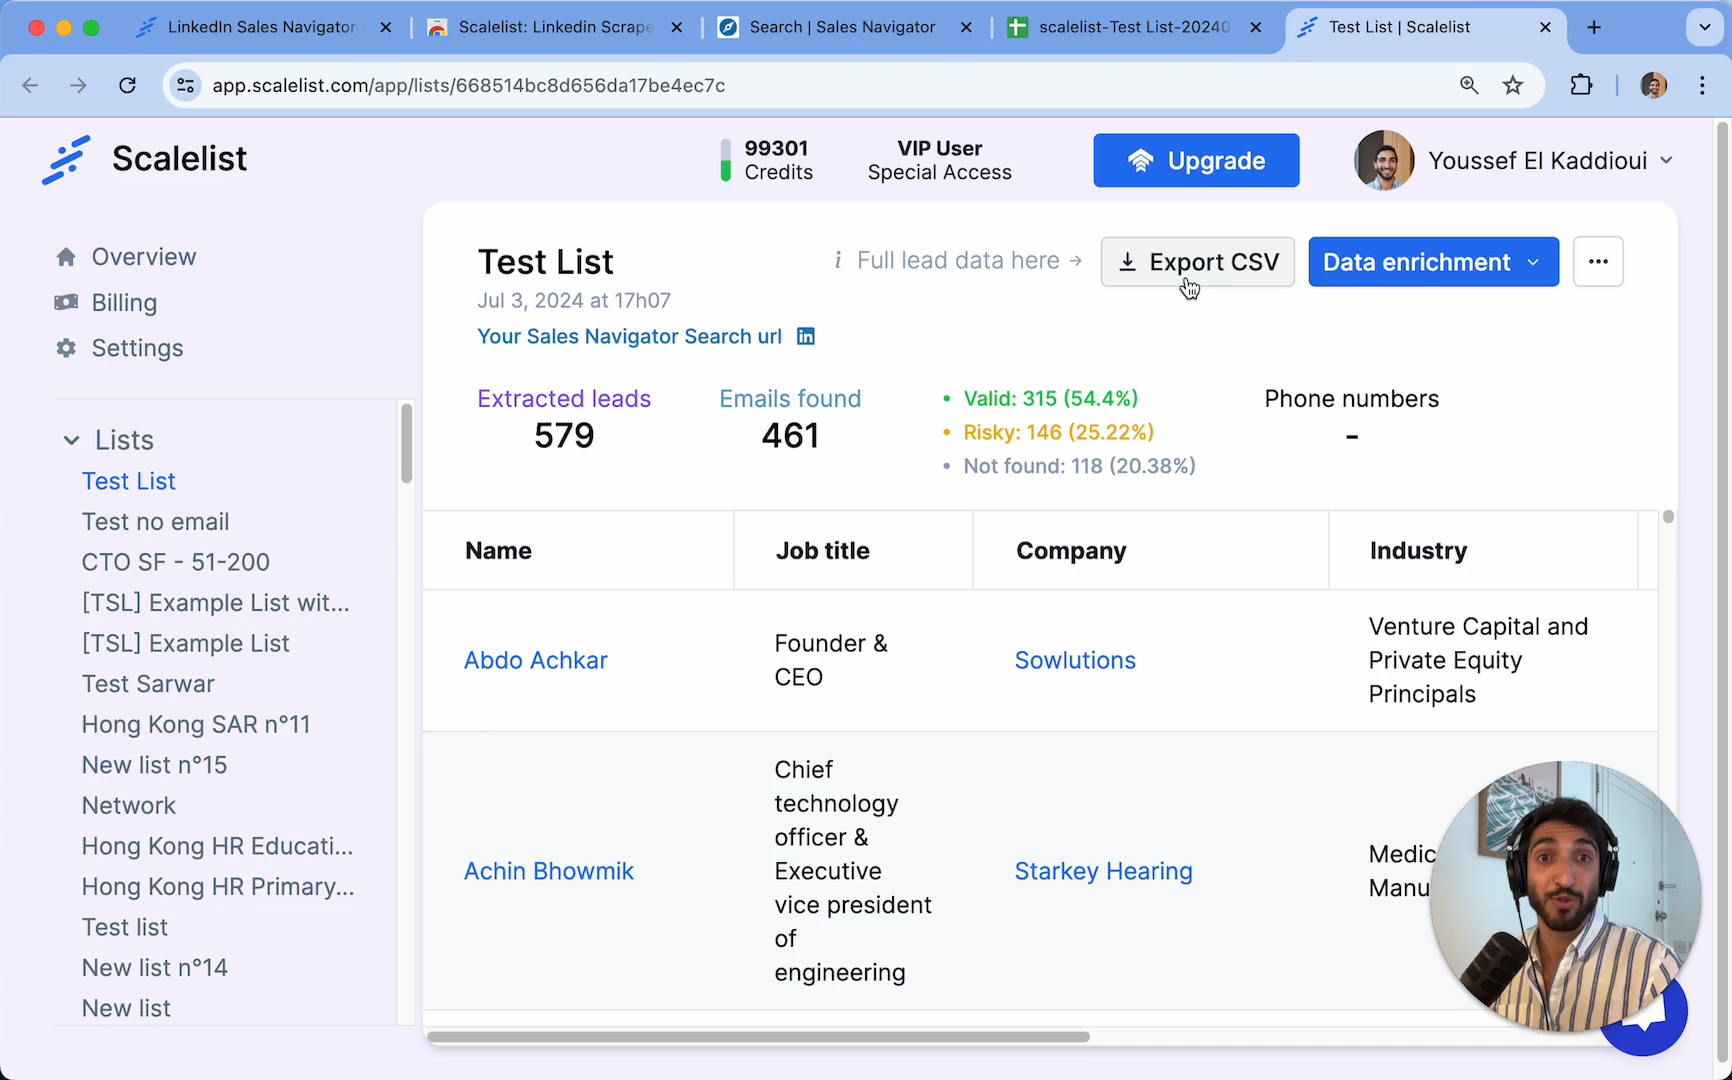 LinkedIn Sales Navigator
Scalelist: Linkedin Scrape
Search | Sales Navigator
scalelist-Test List-20240
Test List | Scalelist
app.scalelist.com/app/lists/668514bc8d656da17be4ec7c
Scalelist
99301
Credits
VIP User
Special Access
Upgrade
Youssef El Kaddioui
Overview
Billing
Settings
Lists
Test List
Test no email
CTO SF - 51-200
[TSL] Example List wit...
[TSL] Example List
Test Sarwar
Hong Kong SAR n°11
New list n°15
Network
Hong Kong HR Educati...
Hong Kong HR Primary...
Test list
New list n°14
New list
Test List
Jul 3, 2024 at 17h07
Your Sales Navigator Search url
Full lead data here →
Export CSV
Data enrichment
Extracted leads
579
Emails found
461
• Valid: 315 (54.4%)
• Risky: 146 (25.22%)
• Not found: 118 (20.38%)
Phone numbers
-
Name
Job title
Company
Industry
Abdo Achkar
Founder &
CEO
Sowlutions
Venture Capital and
Private Equity
Principals
Achin Bhowmik
Chief
technology
officer &
Executive
vice president
of
engineering
Starkey Hearing
Medic
Manu